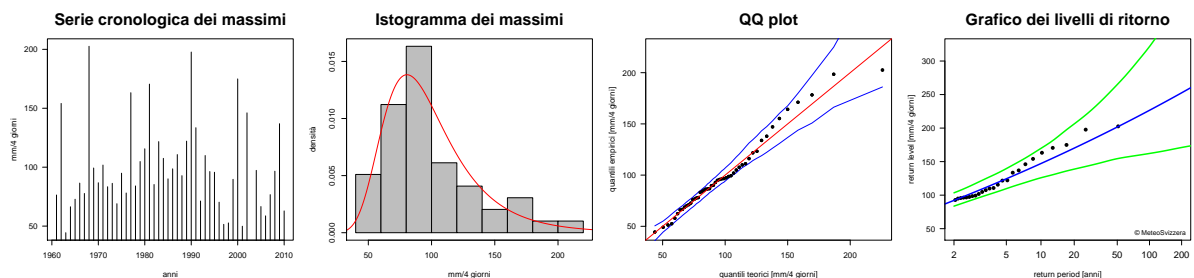 Serie cronologica dei massimi
mm/4 giorni
200
150
100
50
1960 1970 1980 1990 2000 2010
anni
Istogramma dei massimi
densità
0.015
0.010
0.005
0.000
50 100 150 200
mm/4 giorni
QQ plot
quantili empirici [mm/4 giorni]
200
150
100
50
50 100 150 200
quantili teorici [mm/4 giorni]
Grafico dei livelli di ritorno
return level [mm/4 giorni]
300
250
200
150
100
50
2 5 10 20 50 100 200
© MeteoSvizzera
return period [anni]